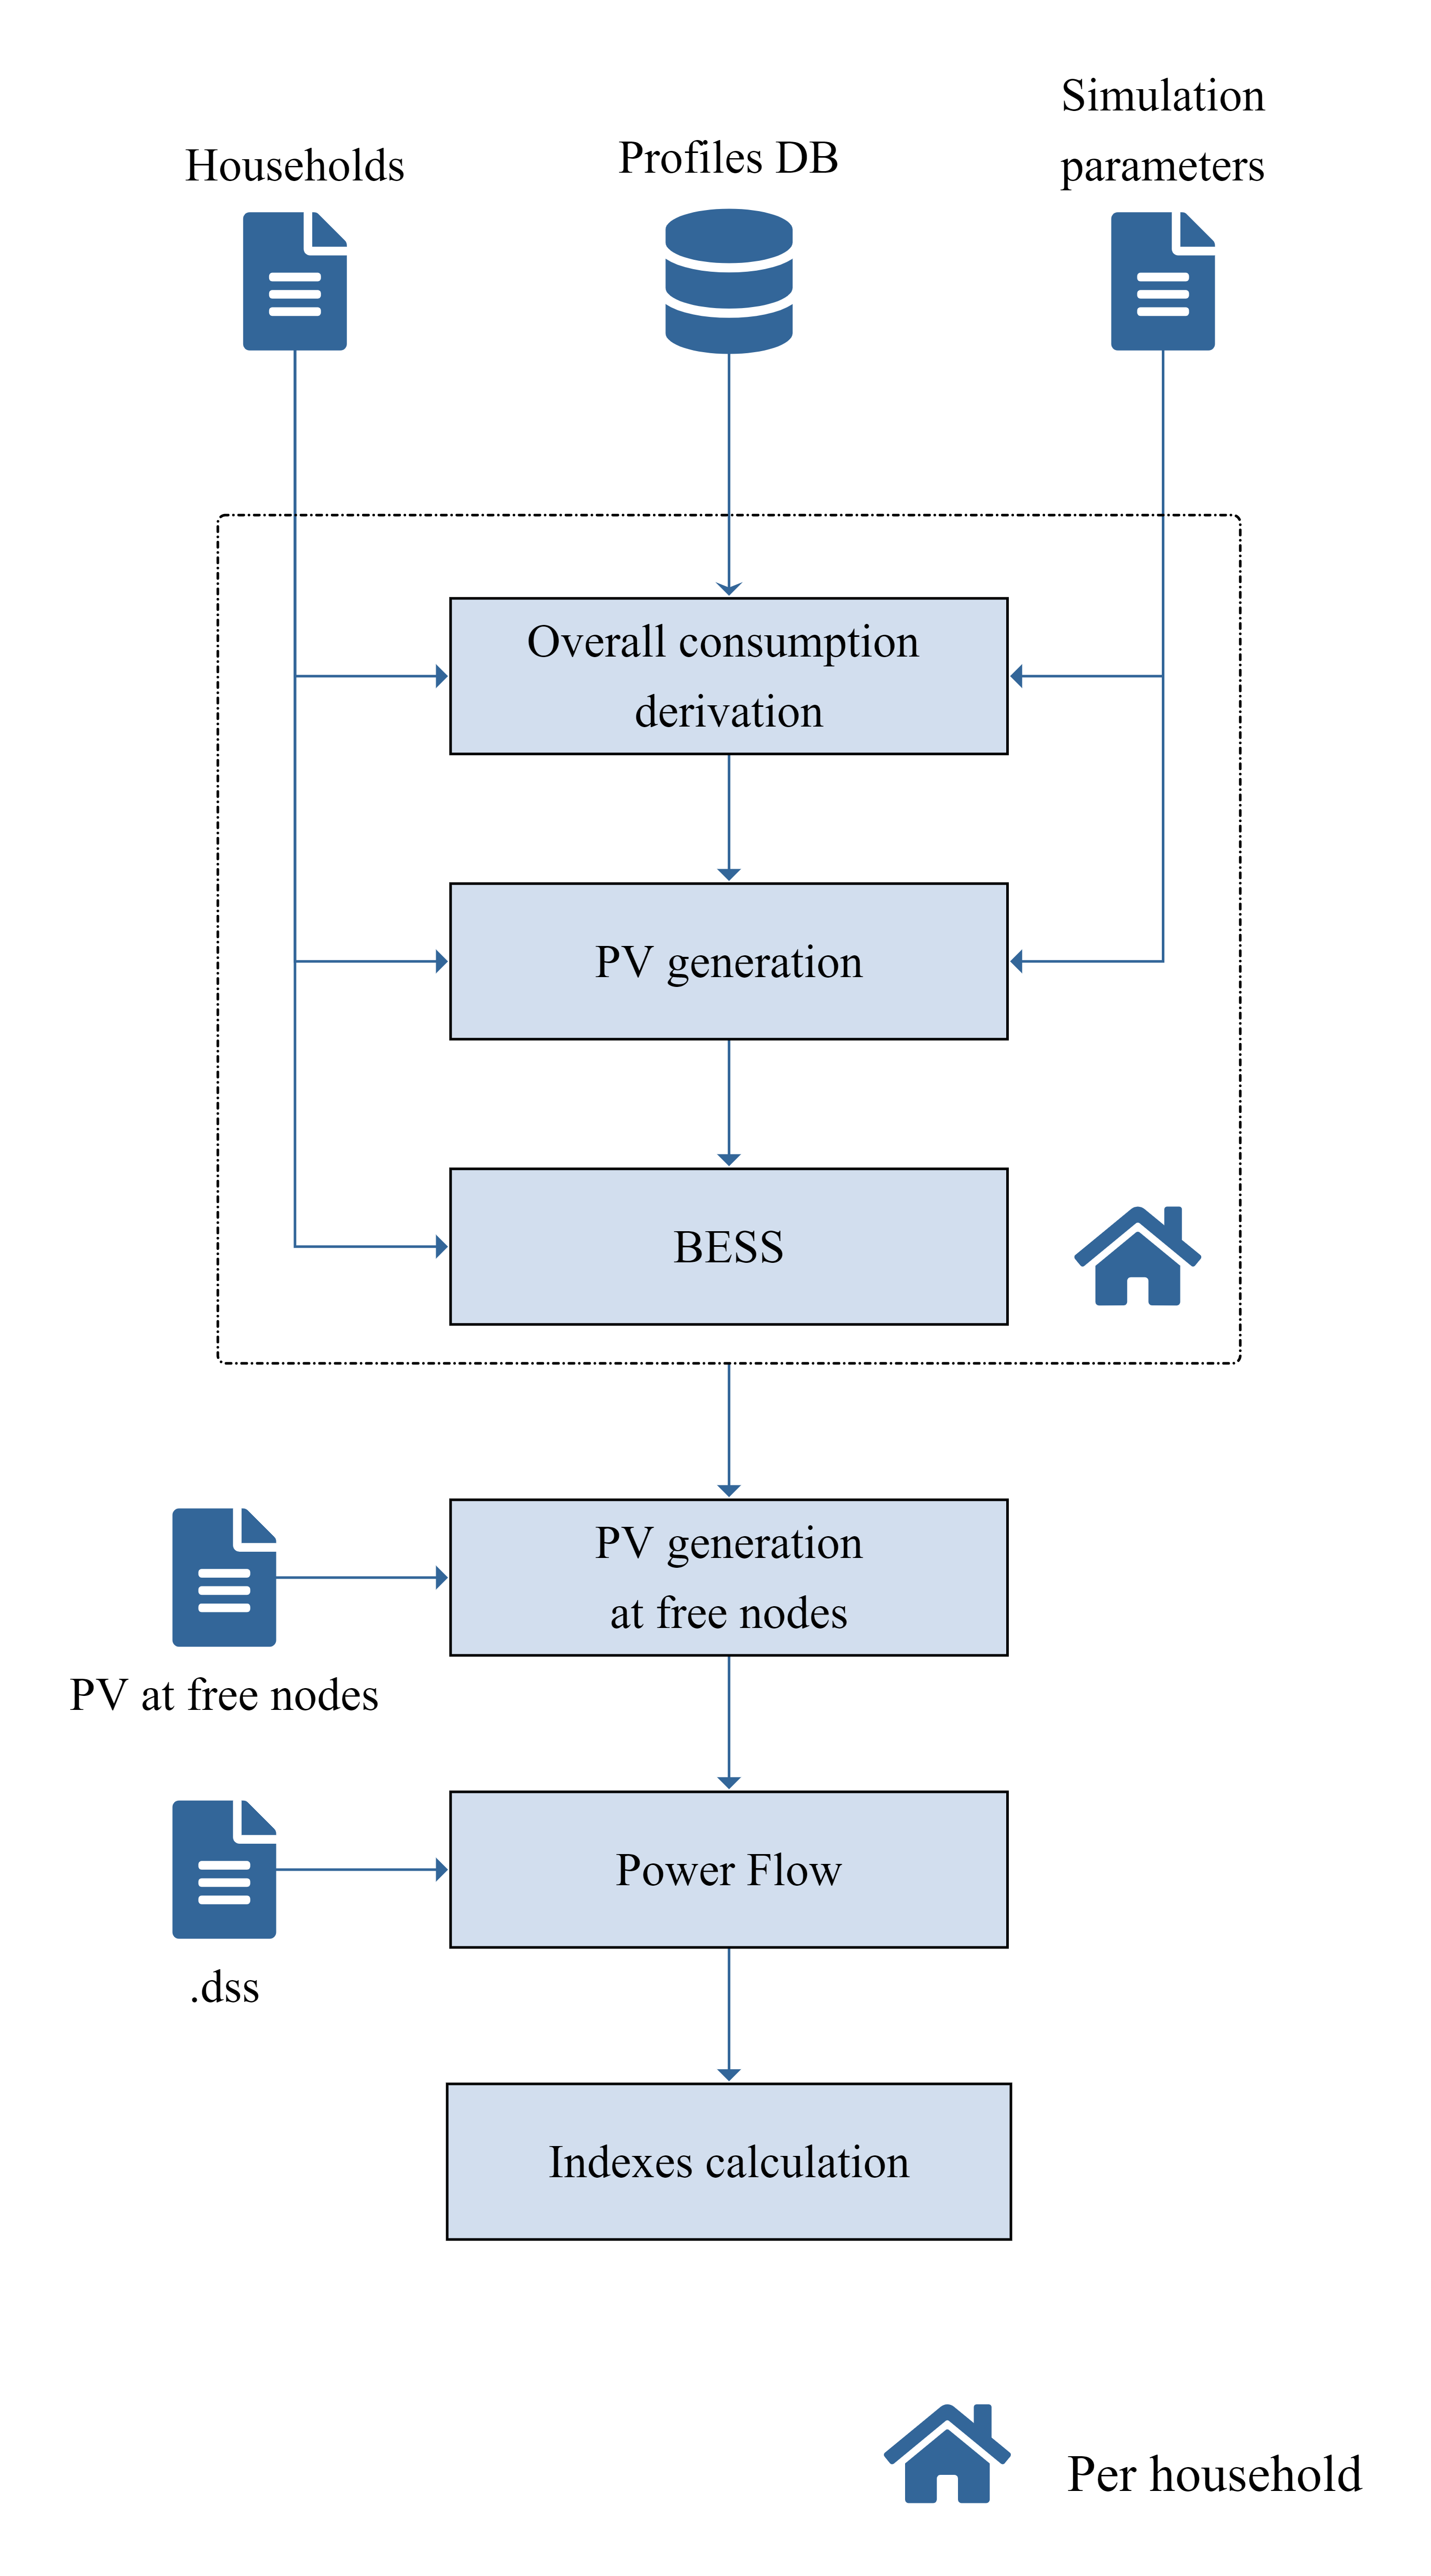 Households
Profiles DB
Simulation
parameters
Overall consumption
derivation
PV generation
BESS
PV generation
at free nodes
PV at free nodes
Power Flow
.dss
Indexes calculation
Per household